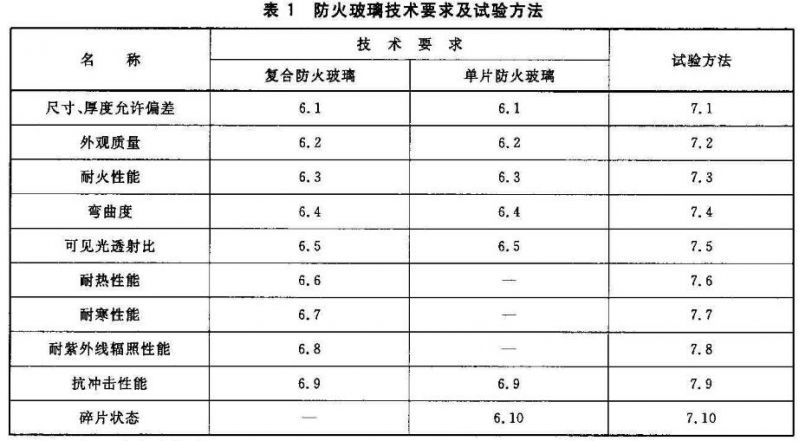 表 1 防火玻璃技术要求及试验方法
名 称 技 术 要 求 试验方法
复合防火玻璃 单片防火玻璃
尺寸、厚度允许偏差 6.1 6.1 7.1
外观质量 6.2 6.2 7.2
耐火性能 6.3 6.3 7.3
弯曲度 6.4 6.4 7.4
可见光透射比 6.5 6.5 7.5
耐热性能 6.6 — 7.6
耐寒性能 6.7 — 7.7
耐紫外线辐照性能 6.8 — 7.8
抗冲击性能 6.9 6.9 7.9
碎片状态 — 6.10 7.10